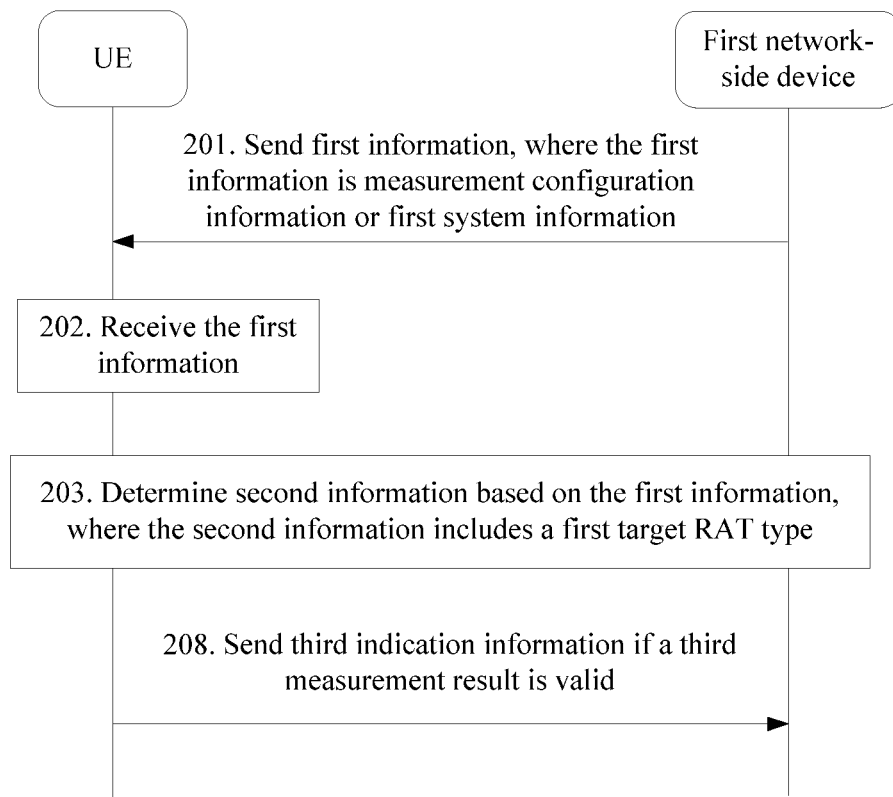 UE
First network-
side device
201. Send first information, where the first
information is measurement configuration
information or first system information
202. Receive the first
information
203. Determine second information based on the first information,
where the second information includes a first target RAT type
208. Send third indication information if a third
measurement result is valid